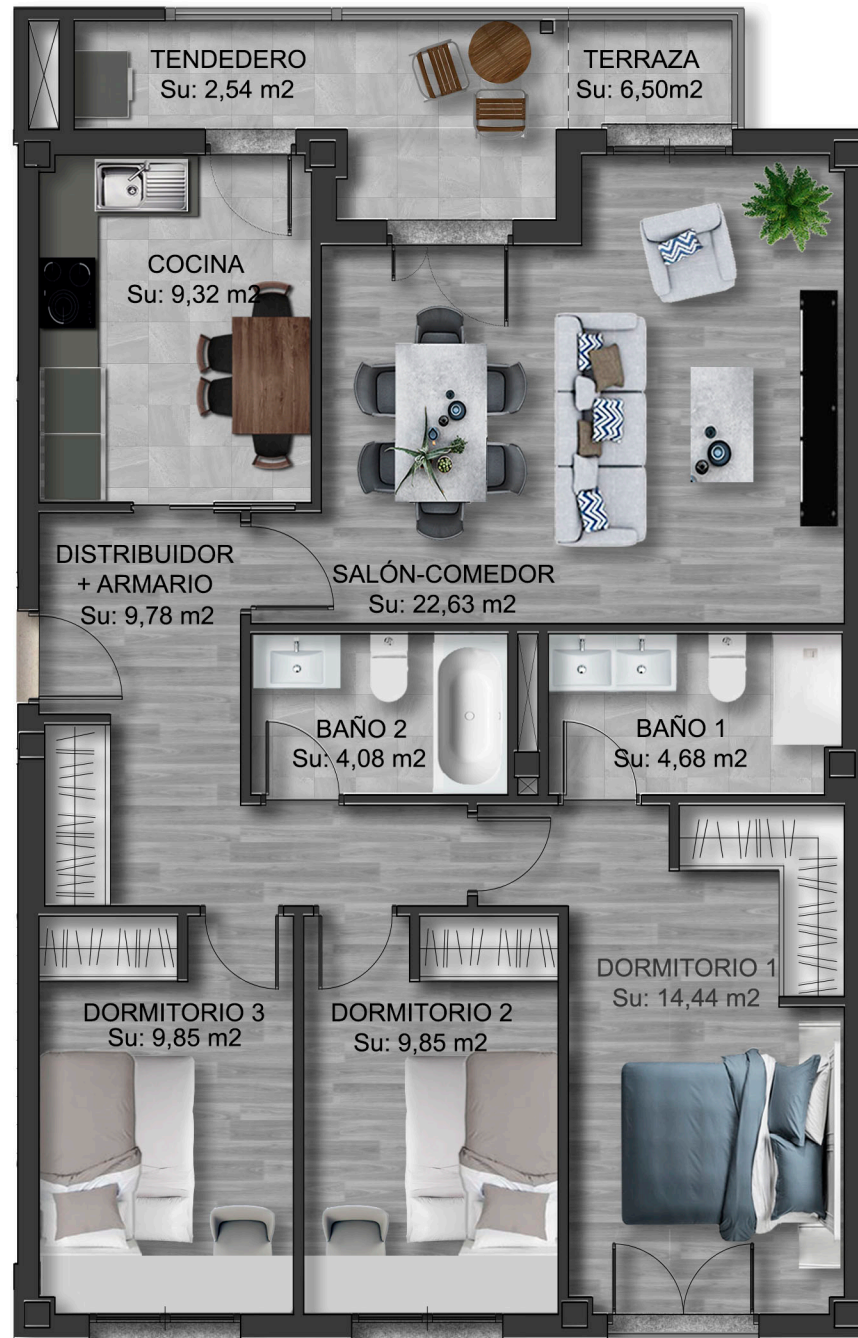 TENDEDERO
Su: 2,54 m2
TERRAZA
Su: 6,50m2
COCINA
Su: 9,32 m2
DISTRIBUIDOR
+ ARMARIO
Su: 9,78 m2
SALÓN-COMEDOR
Su: 22,63 m2
BAÑO 2
Su: 4,08 m2
BAÑO 1
Su: 4,68 m2
DORMITORIO 1
Su: 14,44 m2
DORMITORIO 3
Su: 9,85 m2
DORMITORIO 2
Su: 9,85 m2